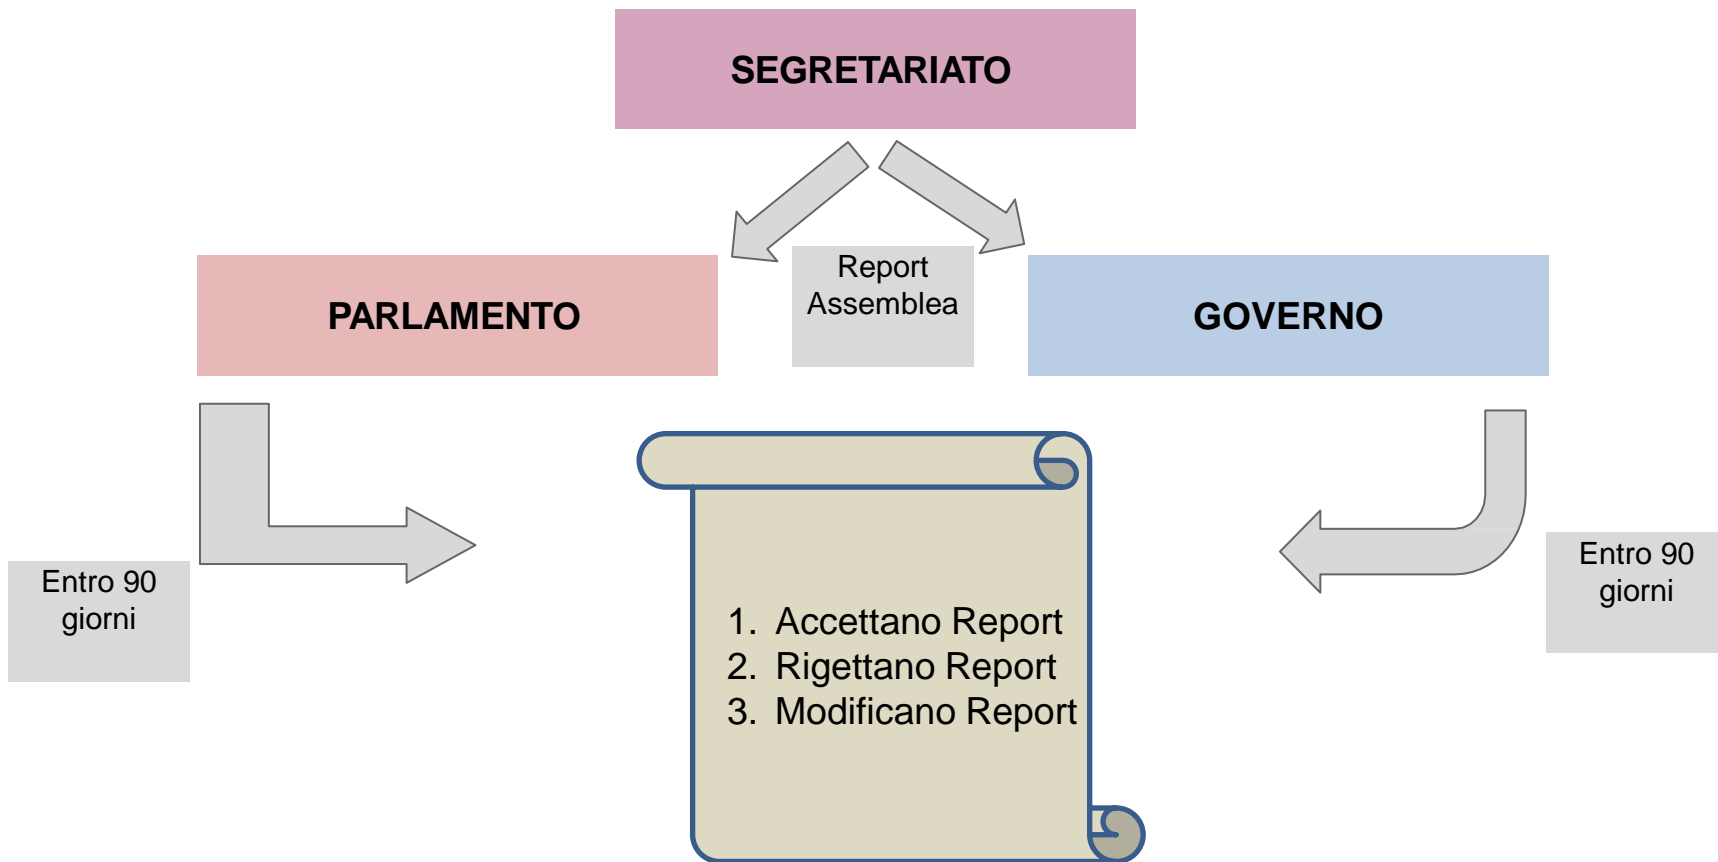 SEGRETARIATO
PARLAMENTO
Report
Assemblea
GOVERNO
Entro 90
giorni
1. Accettano Report
2. Rigettano Report
3. Modificano Report
Entro 90
giorni